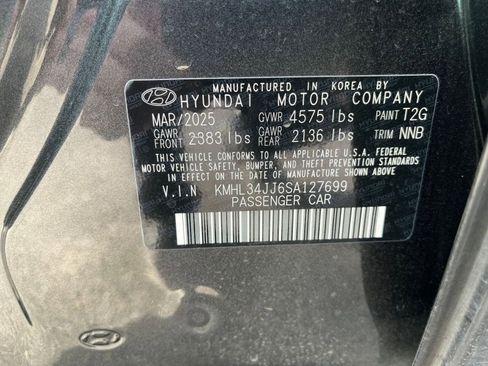 MANUFACTURED IN KOREA BY
HYUNDAI MOTOR COMPANY
MAR/2025 GVWR 4575 lbs PAINT T2G
GAWR FRONT 2383 lbs GAWR REAR 2136 lbs TRIM NNB
THIS VEHICLE CONFORMS TO ALL APPLICABLE U.S.A. FEDERAL
MOTOR VEHICLE SAFETY, BUMPER, AND THEFT PREVENTION STANDARDS
IN EFFECT ON THE DATE OF MANUFACTURE SHOWN ABOVE.
V.I.N KMHL34JJ6SA127699
PASSENGER CAR